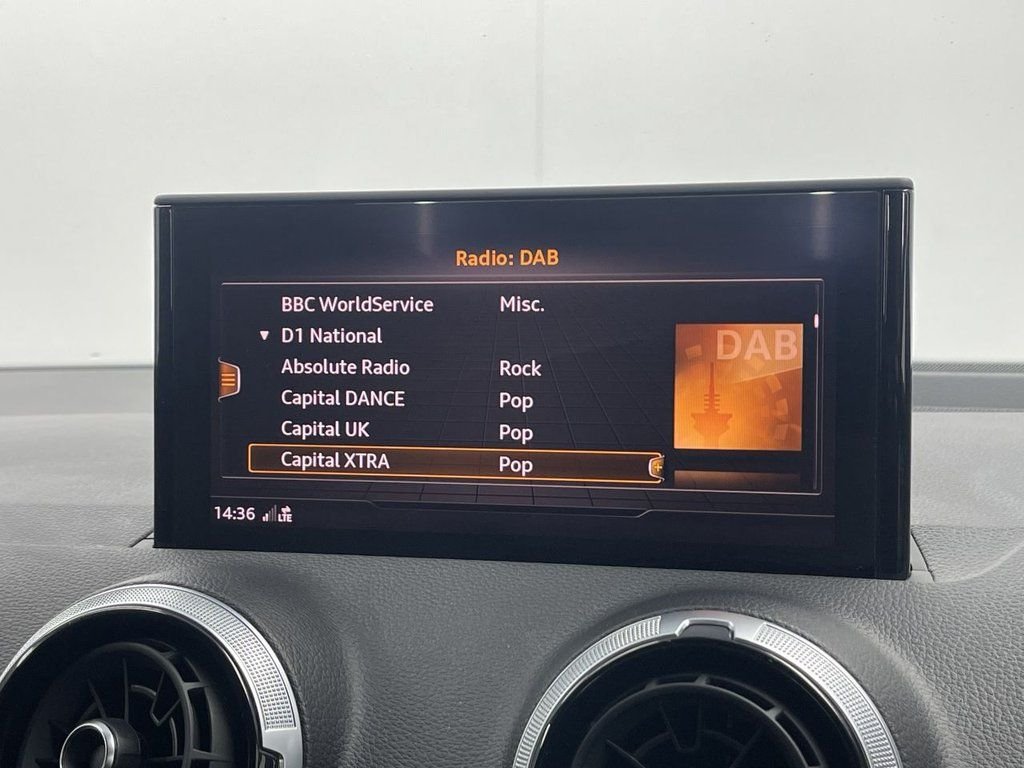 Radio: DAB
BBC WorldService Misc.
▼ D1 National
Absolute Radio Rock
Capital DANCE Pop
Capital UK Pop
Capital XTRA Pop
DAB
14:36 LTE